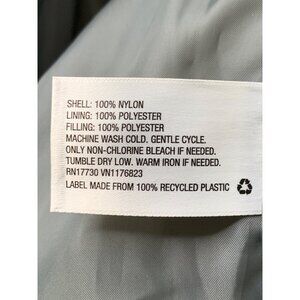 SHELL: 100% NYLON
LINING: 100% POLYESTER
FILLING: 100% POLYESTER
MACHINE WASH COLD. GENTLE CYCLE.
ONLY NON-CHLORINE BLEACH IF NEEDED.
TUMBLE DRY LOW. WARM IRON IF NEEDED.
RN17730 VN1176823
LABEL MADE FROM 100% RECYCLED PLASTIC